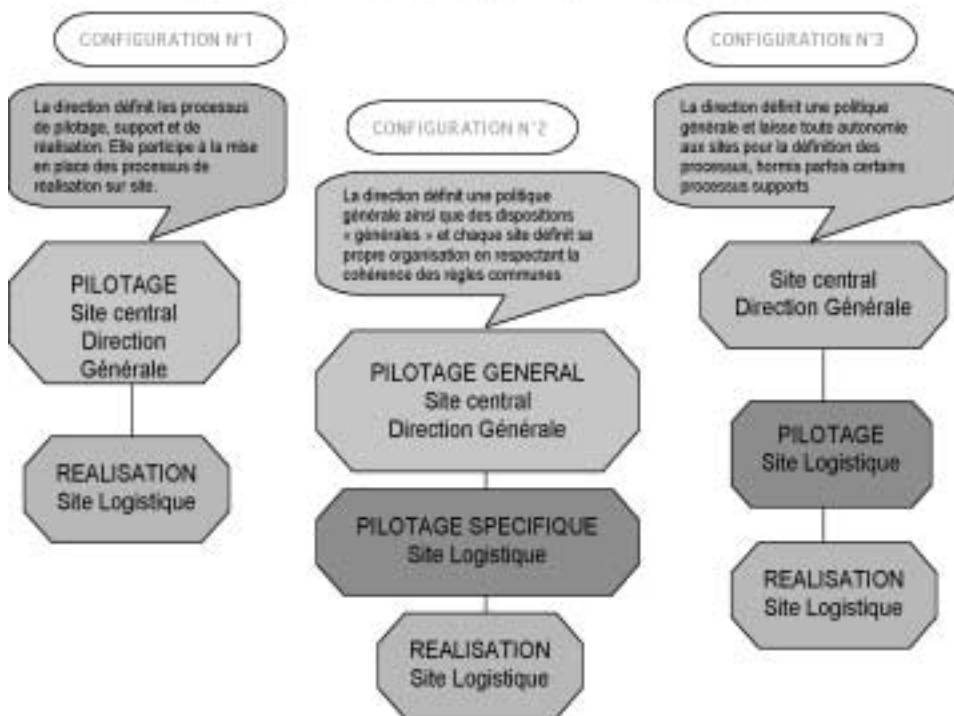 CONFIGURATION N°1
La direction définit les processus
de pilotage, support et de
réalisation. Elle participe à la mise
en place des processus de
réalisation sur site.
PILOTAGE
Site central
Direction
Générale
REALISATION
Site Logistique
CONFIGURATION N°2
La direction définit une politique
générale ainsi que des dispositions
« générales » et chaque site définit sa
propre organisation en respectant la
cohérence des règles communes
PILOTAGE GENERAL
Site central
Direction Générale
PILOTAGE SPECIFIQUE
Site Logistique
REALISATION
Site Logistique
CONFIGURATION N°3
La direction définit une politique
générale et laisse toute autonomie
aux sites pour la définition des
processus, hormis parfois certains
processus supports
Site central
Direction Générale
PILOTAGE
Site Logistique
REALISATION
Site Logistique